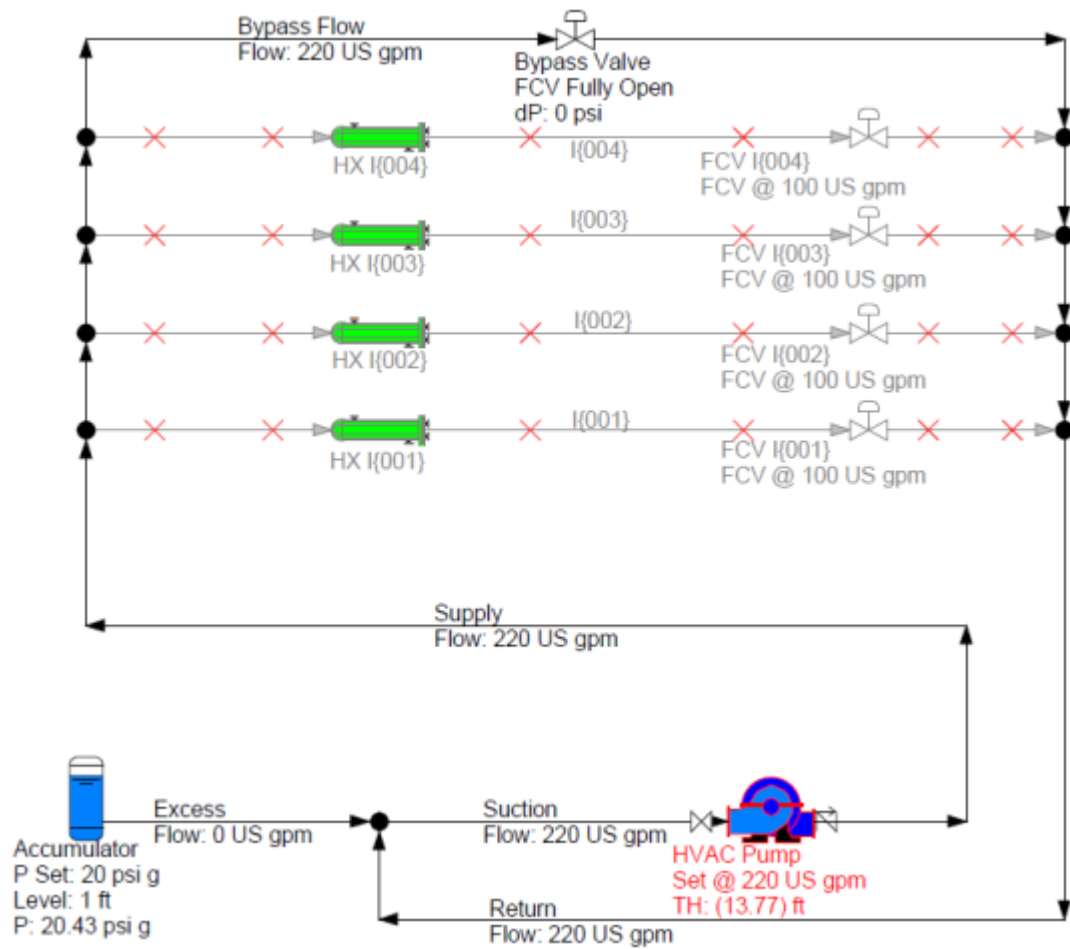 Bypass Flow
Flow: 220 US gpm
Bypass Valve
FCV Fully Open
dP: 0 psi
HX I{004}
I{004}
FCV I{004}
FCV @ 100 US gpm
HX I{003}
I{003}
FCV I{003}
FCV @ 100 US gpm
HX I{002}
I{002}
FCV I{002}
FCV @ 100 US gpm
HX I{001}
I{001}
FCV I{001}
FCV @ 100 US gpm
Supply
Flow: 220 US gpm
Accumulator
P Set: 20 psi g
Level: 1 ft
P: 20.43 psi g
Excess
Flow: 0 US gpm
Suction
Flow: 220 US gpm
HVAC Pump
Set @ 220 US gpm
TH: (13.77) ft
Return
Flow: 220 US gpm